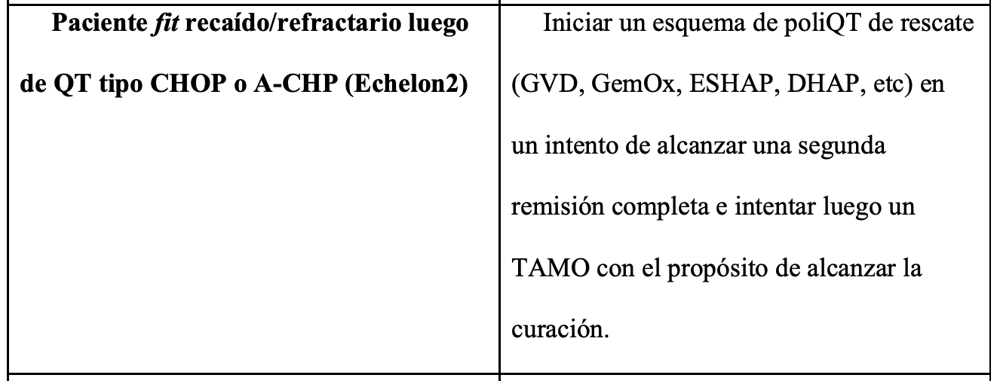 Paciente fit recaído/refractario luego
de QT tipo CHOP o A-CHP (Echelon2)
Iniciar un esquema de poliQT de rescate
(GVD, GemOx, ESHAP, DHAP, etc) en
un intento de alcanzar una segunda
remisión completa e intentar luego un
TAMO con el propósito de alcanzar la
curación.